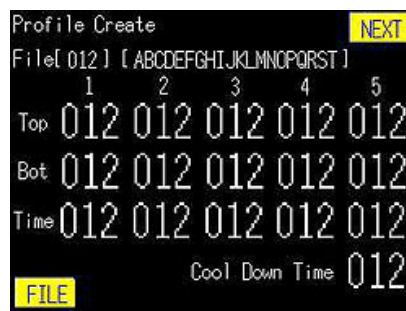 Profile Create NEXT
File[ 012 ] [ ABCDEFGHIJKLMNOPQRST ]
1 2 3 4 5
Top 012 012 012 012 012
Bot 012 012 012 012 012
Time 012 012 012 012 012
Cool Down Time 012
FILE